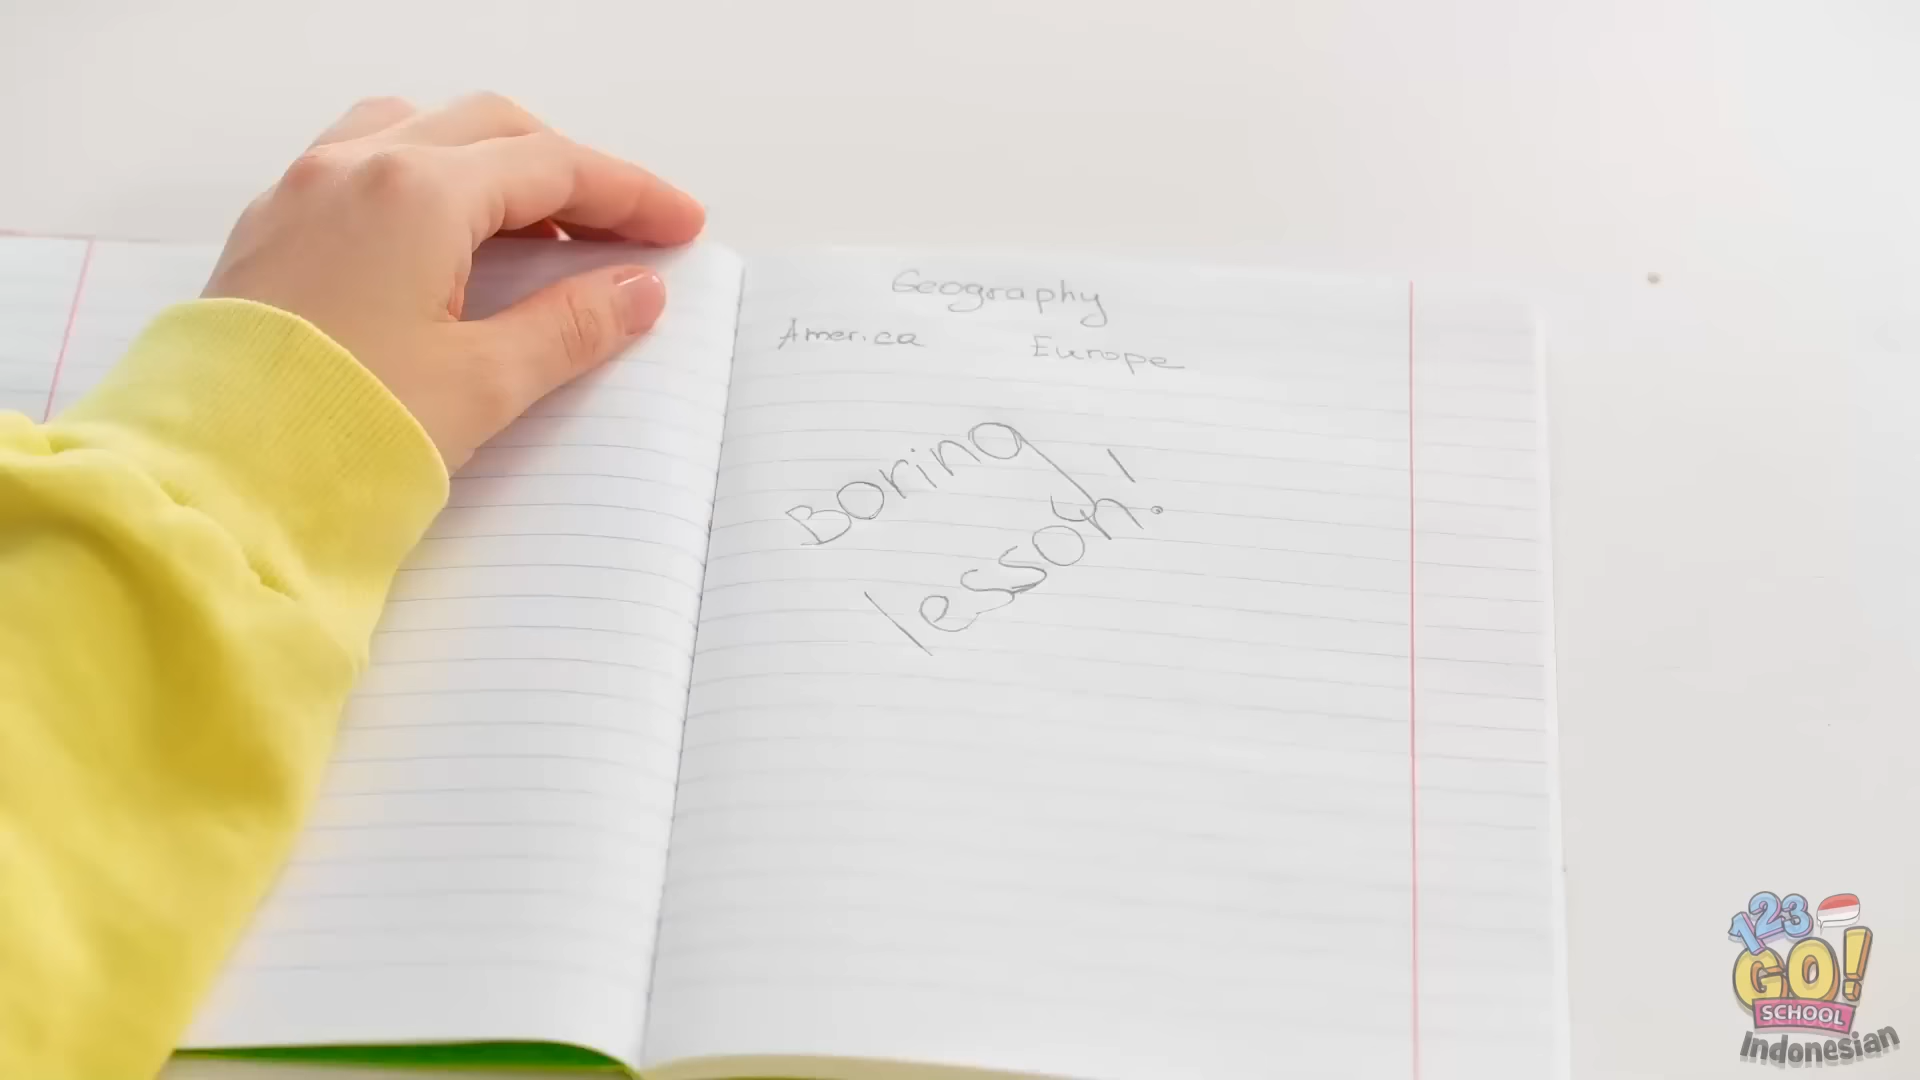 Geography
America Europe
Boring
lesson!
123
GO!
SCHOOL
Indonesian